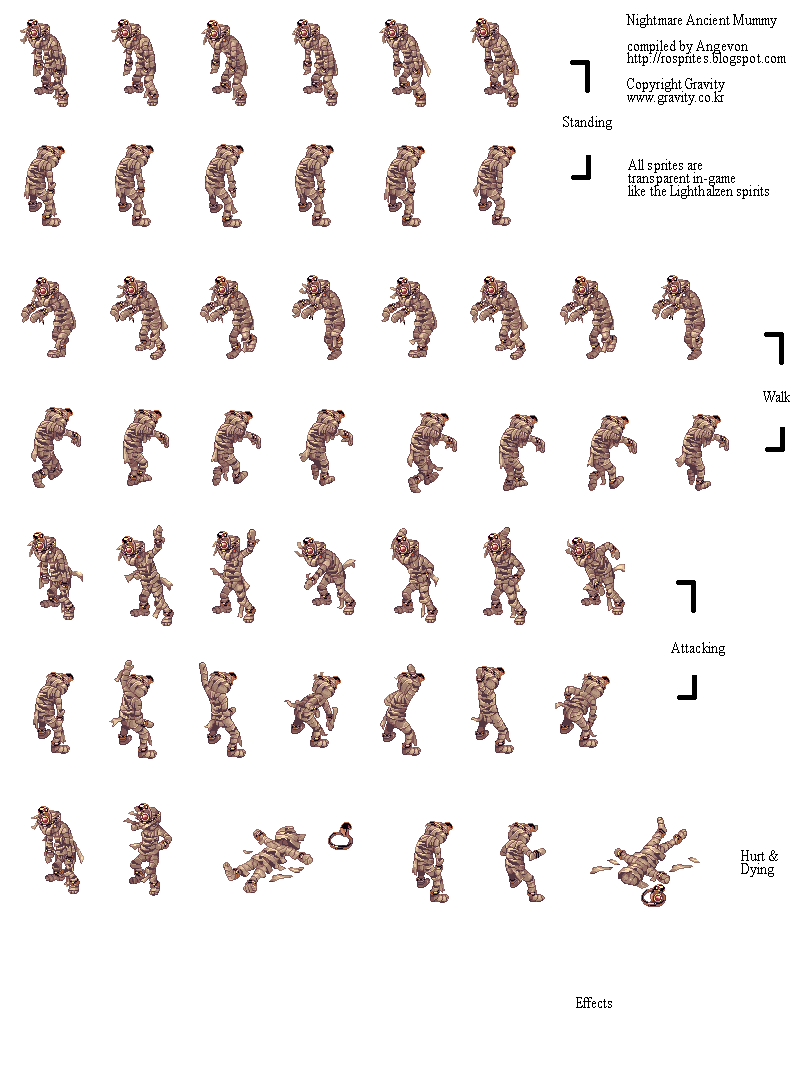 Nightmare Ancient Mummy
compiled by Angevon
http://rosprites.blogspot.com
Copyright Gravity
www.gravity.co.kr
Standing
All sprites are
transparent in-game
like the Lighthalzen spirits
Walk
Attacking
Hurt &
Dying
Effects